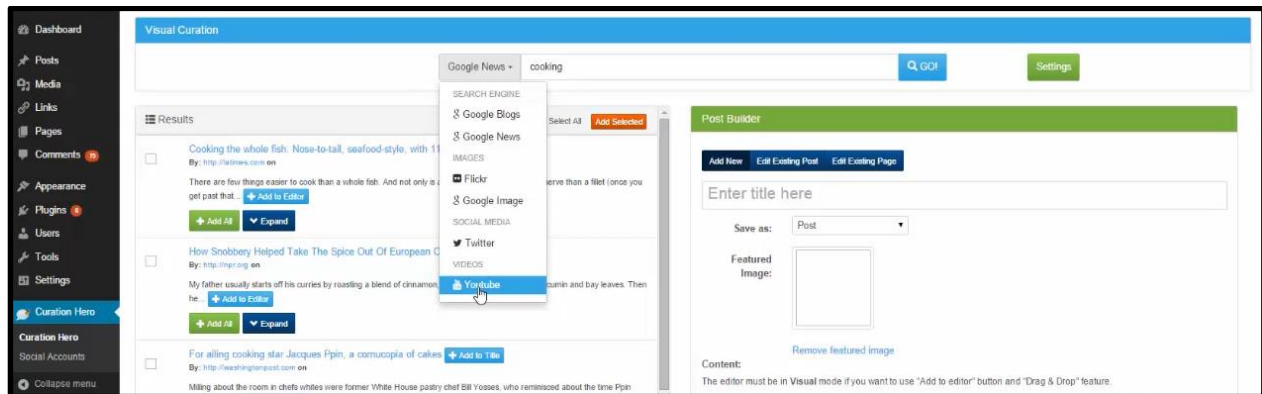 Dashboard
Posts
Media
Links
Pages
Comments
Appearance
Plugins
Users
Tools
Settings
Curation Hero
Curation Hero
Social Accounts
Collapse menu
Visual Curation
Google News
cooking
GO!
Settings
SEARCH ENGINE
Google Blogs
Google News
IMAGES
Flickr
Google Image
SOCIAL MEDIA
Twitter
VIDEOS
Youtube
Results
Select All
Add Selected
Cooking the whole fish. Nose-to-tail, seafood-style, with 11
By: http://latimes.com on
There are few things easier to cook than a whole fish. And not only is erve than a fillet (once you
get past that... Add to Editor
Add All Expand
How Snobbery Helped Take The Spice Out Of European C
By: http://npr.org on
My father usually starts off his curries by roasting a blend of cinnamon, cumin and bay leaves. Then
he... Add to Editor
Add All Expand
For ailing cooking star Jacques Ppin, a cornucopia of cakes Add to Title
By: http://washingtonpost.com on
Milling about the room in chefs whites were former White House pastry chef Bill Yosses, who reminisced about the time Ppin
Post Builder
Add New Edit Existing Post Edit Existing Page
Enter title here
Save as: Post
Featured
Image:
Remove featured image
Content:
The editor must be in Visual mode if you want to use "Add to editor" button and "Drag & Drop" feature.